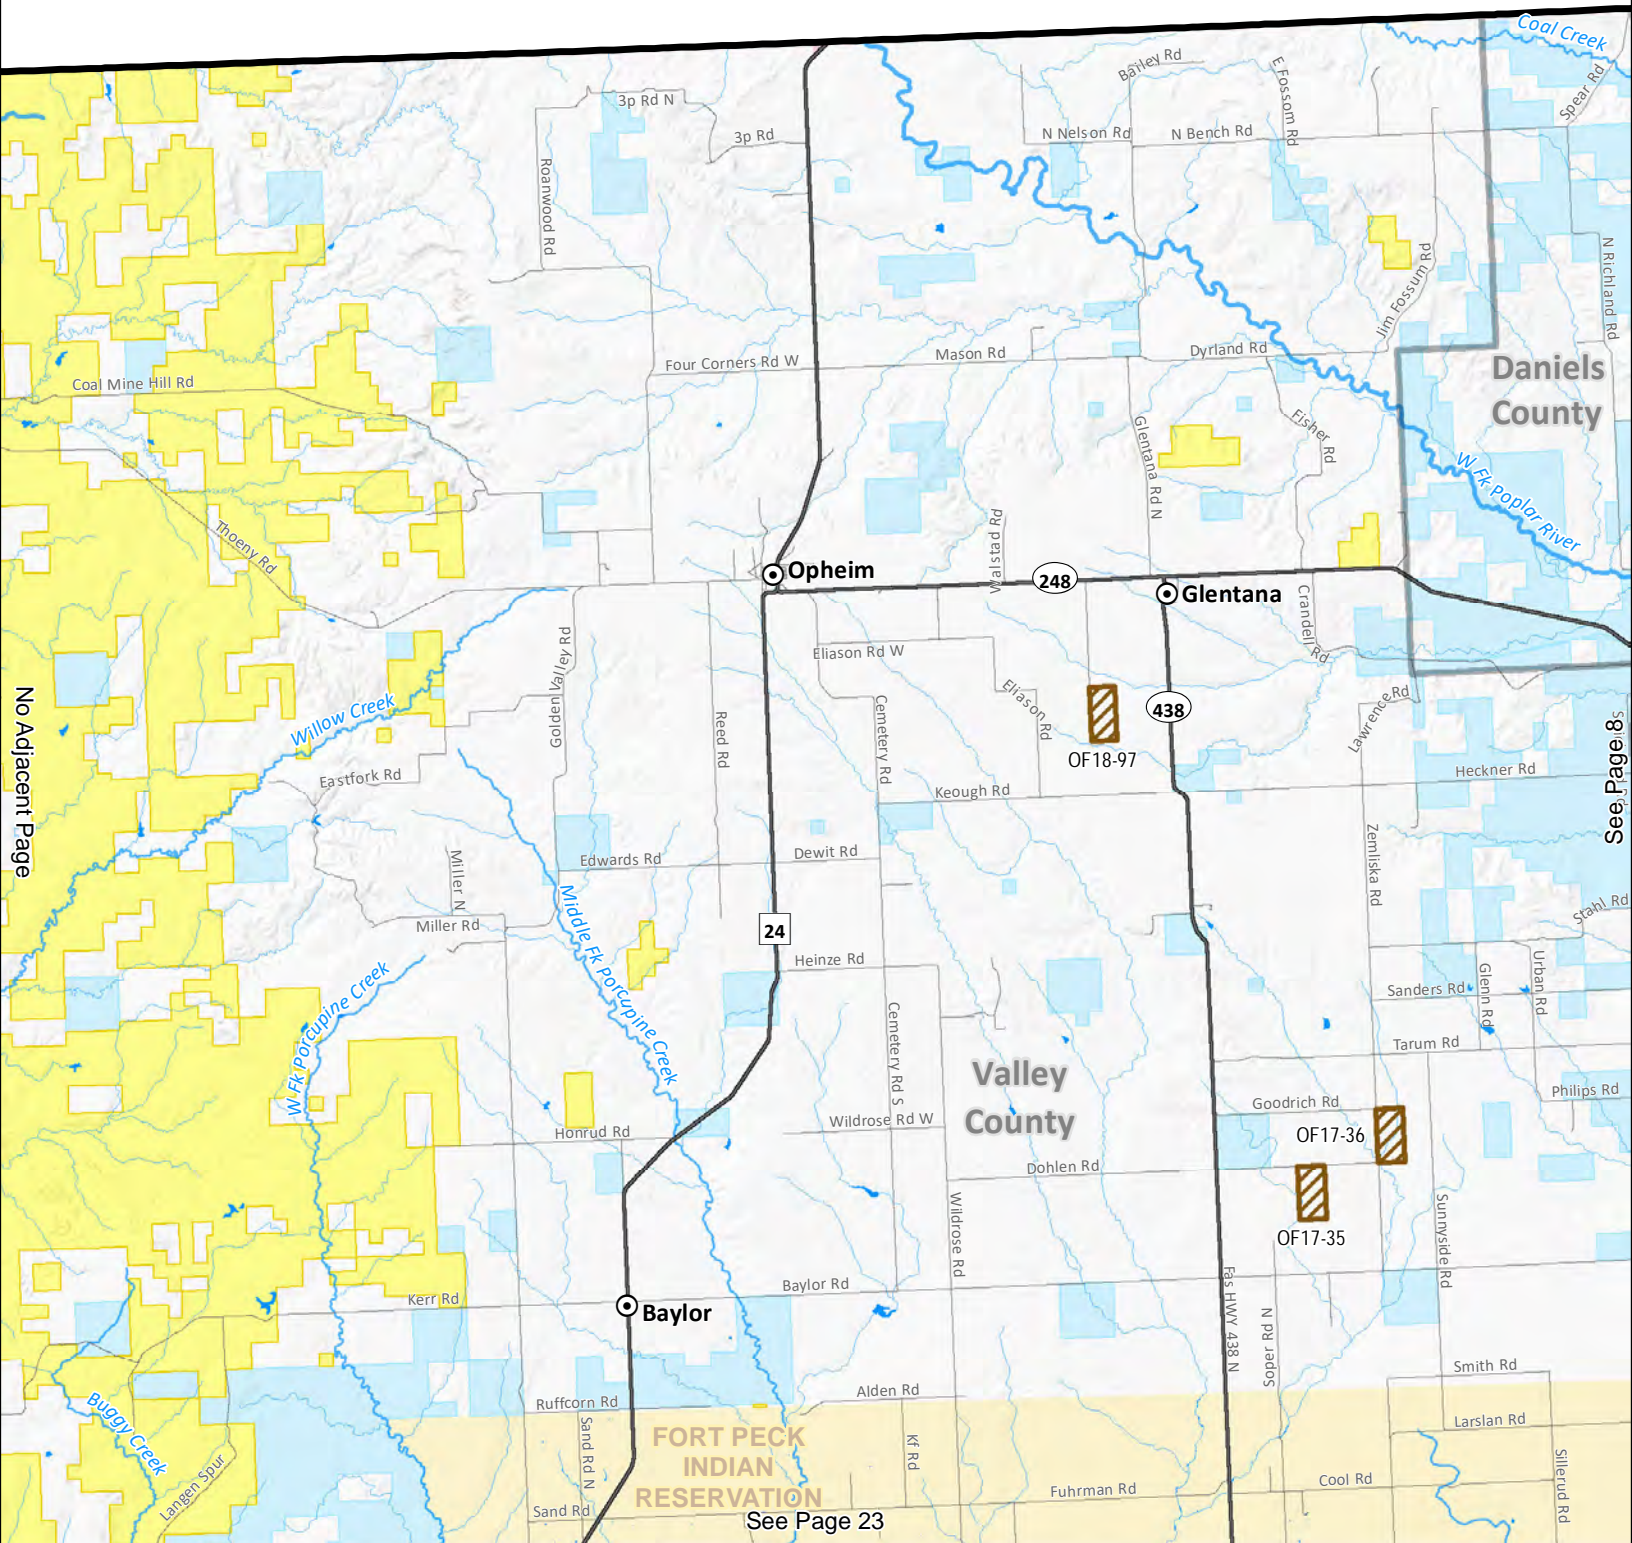 Coal Creek
Spear Rd
Bailey Rd
E Fossom Rd
3p Rd N
3p Rd
N Nelson Rd
N Bench Rd
Roanwood Rd
N Richland Rd
Jim Fossum Rd
Four Corners Rd W
Mason Rd
Dyrland Rd
Daniels
County
Coal Mine Hill Rd
Fisher Rd
Glentana Rd N
W Fk Poplar River
Thoeny Rd
Walstad Rd
Opheim
248
Glentana
Crandell Rd
Golden Valley Rd
Eliason Rd W
Eliason Rd
Cemetery Rd
Reed Rd
Willow Creek
No Adjacent Page
438
Lawrence Rd
OF18-97
See Page 8
Heckner Rd
Eastfork Rd
Keough Rd
Zemliska Rd
Edwards Rd
Dewit Rd
Miller N
Miller Rd
Middle Fk Porcupine Creek
24
Stahl Rd
Heinze Rd
Urban Rd
Glenn Rd
Sanders Rd
W Fk Porcupine Creek
Cemetery Rd S
Tarum Rd
Valley
County
Philips Rd
Goodrich Rd
OF17-36
Honrud Rd
Wildrose Rd W
Dohlen Rd
Wildrose Rd
Sunnyside Rd
OF17-35
Baylor Rd
Kerr Rd
Baylor
Fas HWY 438 N
Soper Rd N
Smith Rd
Buggy Creek
Ruffcorn Rd
Alden Rd
Larslan Rd
Sand Rd N
FORT PECK
INDIAN
RESERVATION
Kf Rd
Sillerud Rd
Cool Rd
Langen Spur
Fuhrman Rd
Sand Rd
See Page 23